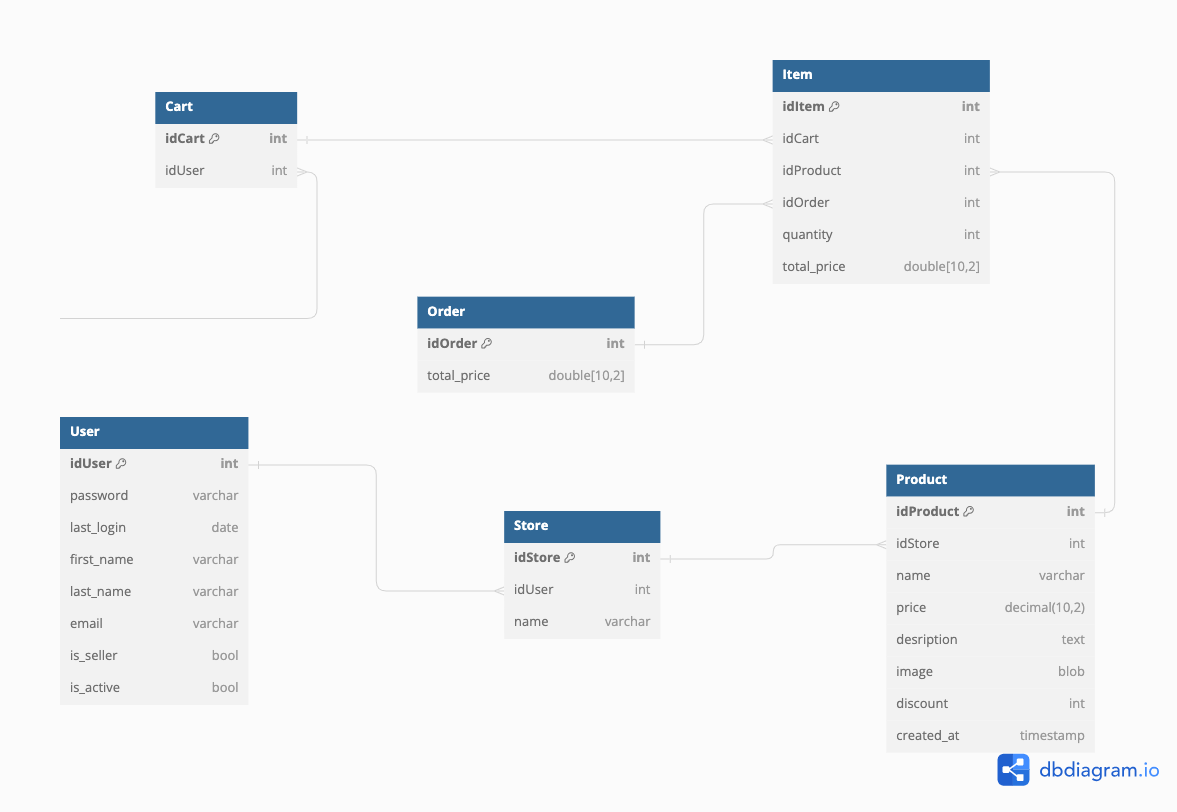 Cart
idCart int
idUser int
Item
idItem int
idCart int
idProduct int
idOrder int
quantity int
total_price double[10,2]
Order
idOrder int
total_price double[10,2]
User
idUser int
password varchar
last_login date
first_name varchar
last_name varchar
email varchar
is_seller bool
is_active bool
Store
idStore int
idUser int
name varchar
Product
idProduct int
idStore int
name varchar
price decimal(10,2)
desription text
image blob
discount int
created_at timestamp
dbdiagram.io